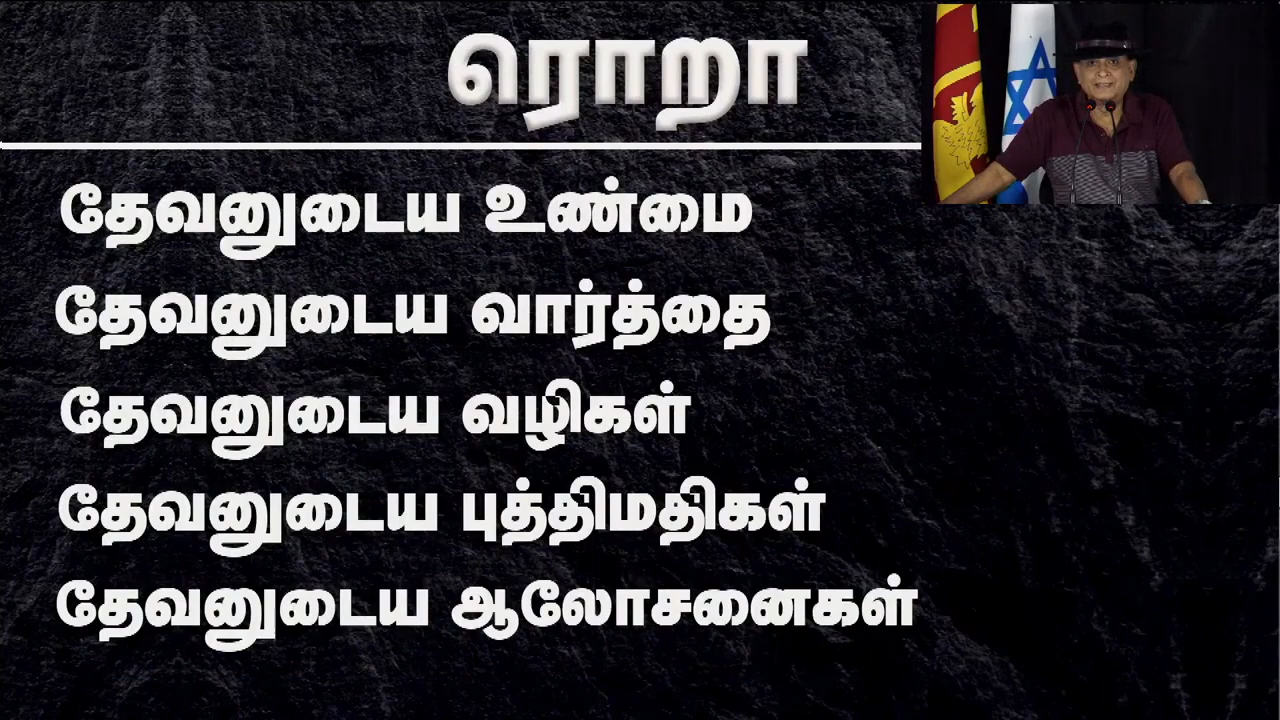 ரொறா
தேவனுடைய உண்மை
தேவனுடைய வார்த்தை
தேவனுடைய வழிகள்
தேவனுடைய புத்திமதிகள்
தேவனுடைய ஆலோசனைகள்